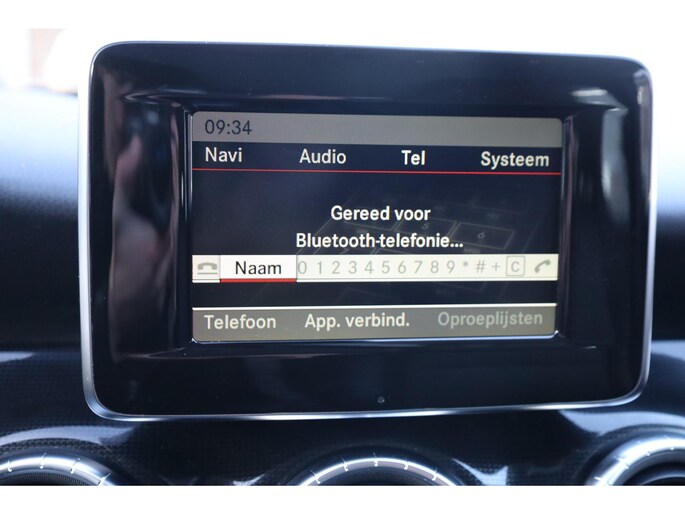 09:34
Navi Audio Tel Systeem
Gereed voor
Bluetooth-telefonie...
Naam 0 1 2 3 4 5 6 7 8 9 * # + C
Telefoon App. verbind. Oproeplijsten